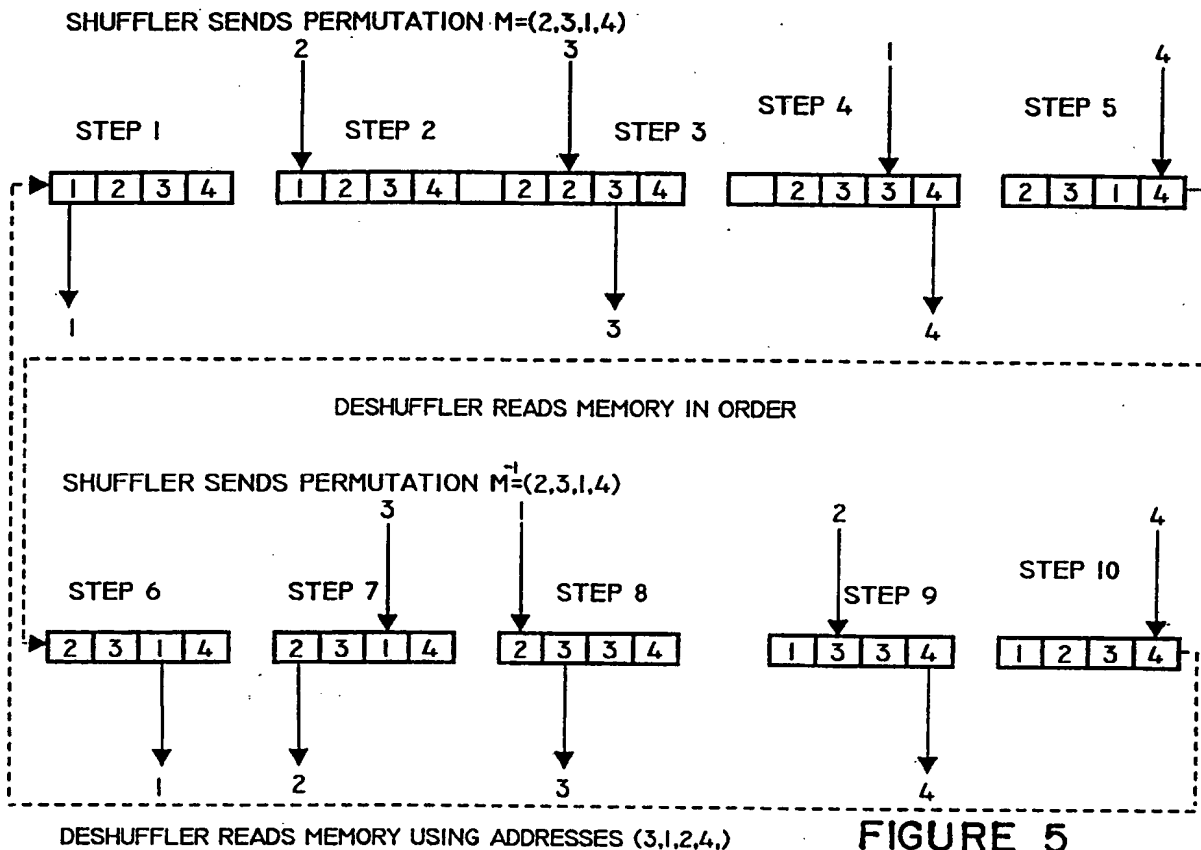 SHUFFLER SENDS PERMUTATION M=(2,3,1,4)
2 3 1 4
STEP 1 STEP 2 STEP 3 STEP 4 STEP 5
1 2 3 4 1 2 3 4 2 2 3 4 2 3 3 4 2 3 1 4
1 3 4
DESHUFFLER READS MEMORY IN ORDER
SHUFFLER SENDS PERMUTATION M⁻¹=(2,3,1,4)
3 1 2 4
STEP 6 STEP 7 STEP 8 STEP 9 STEP 10
2 3 1 4 2 3 1 4 2 3 3 4 1 3 3 4 1 2 3 4
1 2 3 4
DESHUFFLER READS MEMORY USING ADDRESSES (3,1,2,4,)
FIGURE 5